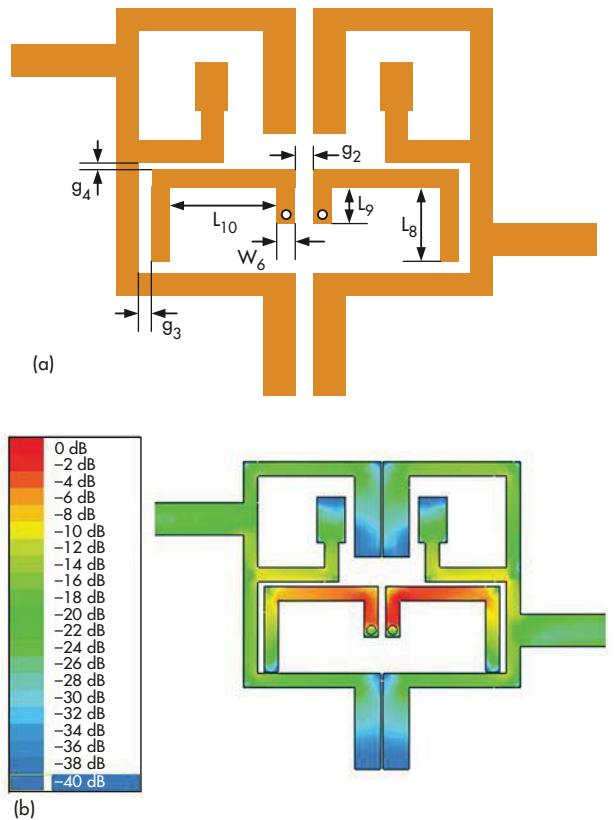 g₂
g₄
L₁₀
L₉
L₈
W₆
g₃
(a)
0 dB
−2 dB
−4 dB
−6 dB
−8 dB
−10 dB
−12 dB
−14 dB
−16 dB
−18 dB
−20 dB
−22 dB
−24 dB
−26 dB
−28 dB
−30 dB
−32 dB
−34 dB
−36 dB
−38 dB
−40 dB
(b)